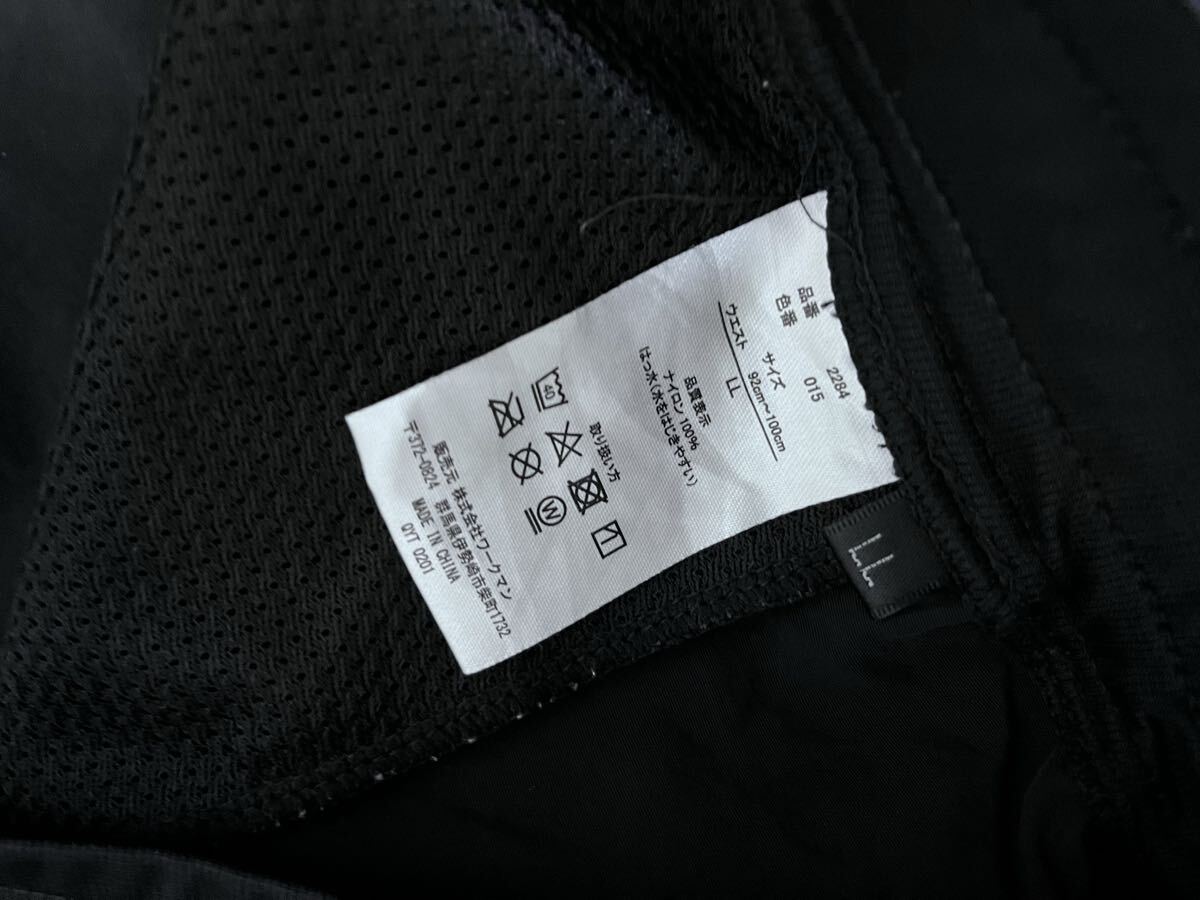 品番 2284
色番 015
サイズ
ウエスト 92cm～100cm
LL
品質表示
ナイロン 100%
はっ水(水をはじきやすい)
取り扱い方
40
W
販売元 株式会社ワークマン
〒372-0824 群馬県伊勢崎市柴町1732
MADE IN CHINA
QYT 0201
LL